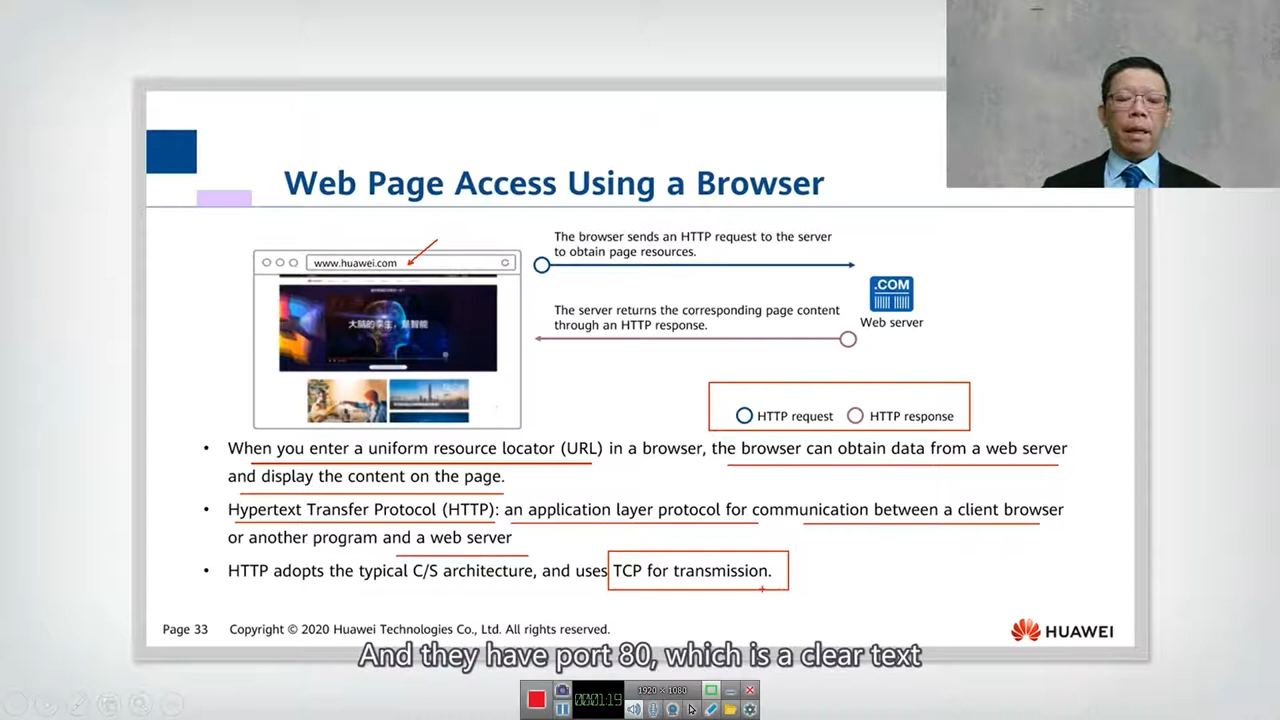 Web Page Access Using a Browser
The browser sends an HTTP request to the server
to obtain page resources.
www.huawei.com
.COM
The server returns the corresponding page content
through an HTTP response.
Web server
大脑的孪生，是智能
HTTP request HTTP response
• When you enter a uniform resource locator (URL) in a browser, the browser can obtain data from a web server
and display the content on the page.
• Hypertext Transfer Protocol (HTTP): an application layer protocol for communication between a client browser
or another program and a web server
• HTTP adopts the typical C/S architecture, and uses TCP for transmission.
Page 33 Copyright © 2020 Huawei Technologies Co., Ltd. All rights reserved.
HUAWEI
And they have port 80, which is a clear text
000:1:19
1920 × 1080